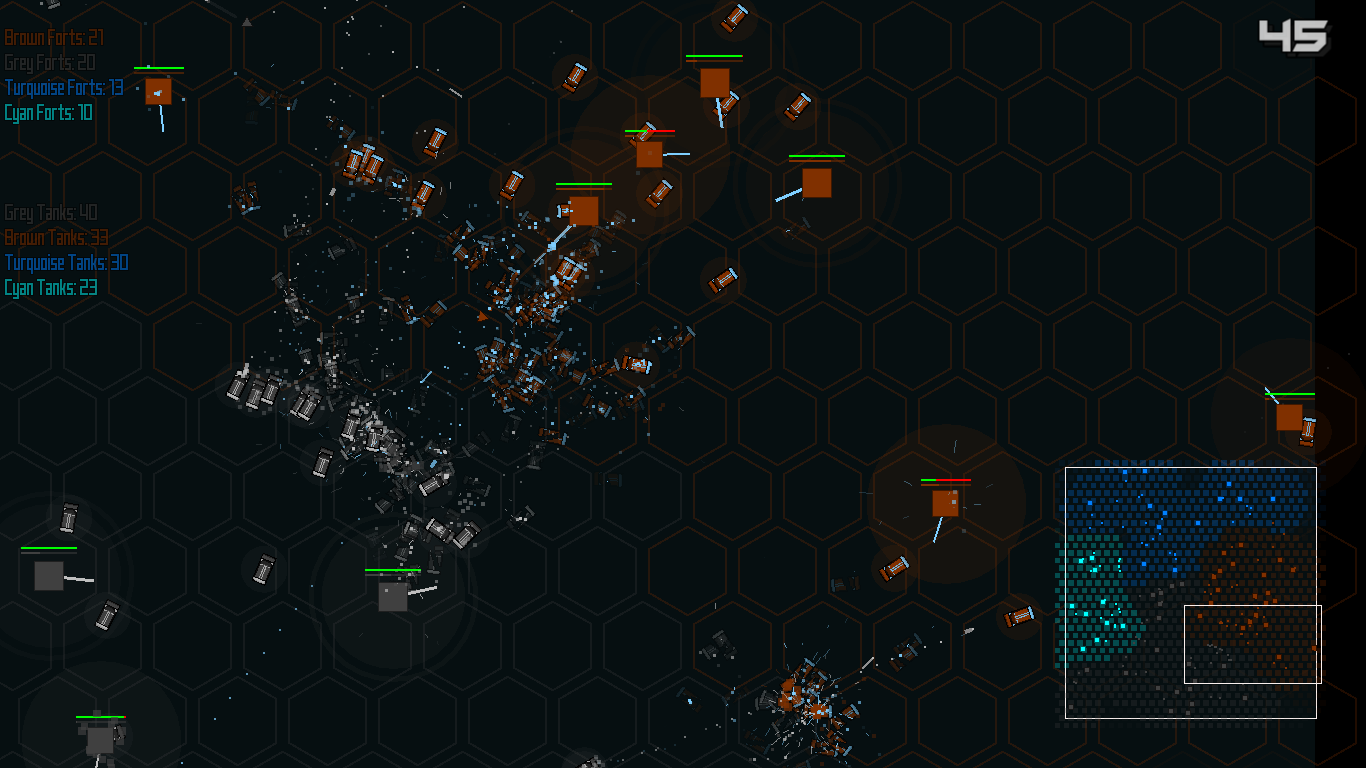 Brown Forts: 21
Grey Forts: 20
Turquoise Forts: 13
Cyan Forts: 10
45
Grey Tanks: 40
Brown Tanks: 33
Turquoise Tanks: 30
Cyan Tanks: 23